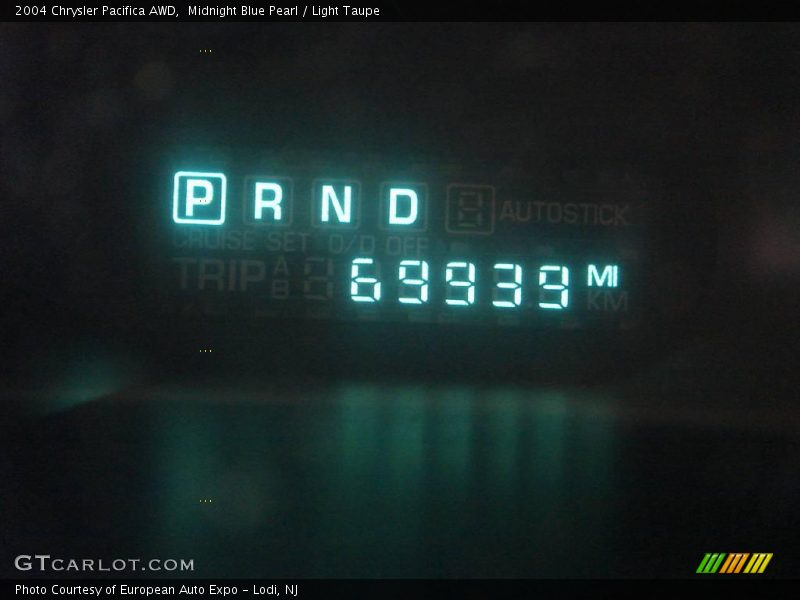 2004 Chrysler Pacifica AWD, Midnight Blue Pearl / Light Taupe
P R N D AUTOSTICK
CRUISE SET O/D OFF
TRIP A B 69939 MI KM
GTCARLOT.COM
Photo Courtesy of European Auto Expo - Lodi, NJ